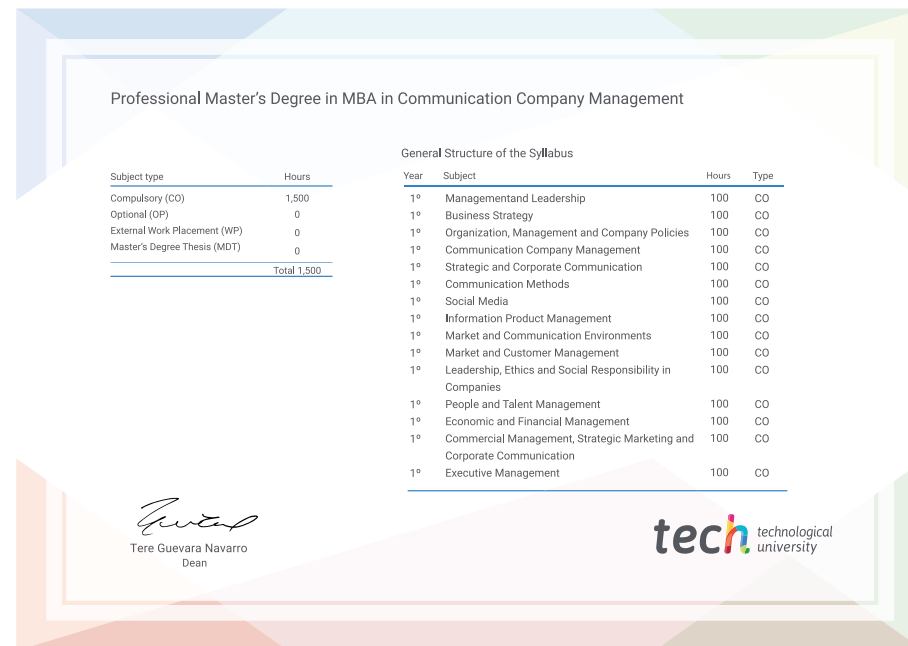 Professional Master's Degree in MBA in Communication Company Management
Subject type Hours
Compulsory (CO) 1,500
Optional (OP) 0
External Work Placement (WP) 0
Master's Degree Thesis (MDT) 0
Total 1,500
General Structure of the Syllabus
Year Subject Hours Type
1º Managementand Leadership 100 CO
1º Business Strategy 100 CO
1º Organization, Management and Company Policies 100 CO
1º Communication Company Management 100 CO
1º Strategic and Corporate Communication 100 CO
1º Communication Methods 100 CO
1º Social Media 100 CO
1º Information Product Management 100 CO
1º Market and Communication Environments 100 CO
1º Market and Customer Management 100 CO
1º Leadership, Ethics and Social Responsibility in 100 CO
Companies
1º People and Talent Management 100 CO
1º Economic and Financial Management 100 CO
1º Commercial Management, Strategic Marketing and 100 CO
Corporate Communication
1º Executive Management 100 CO
Tere Guevara Navarro
Dean
tech technological
university